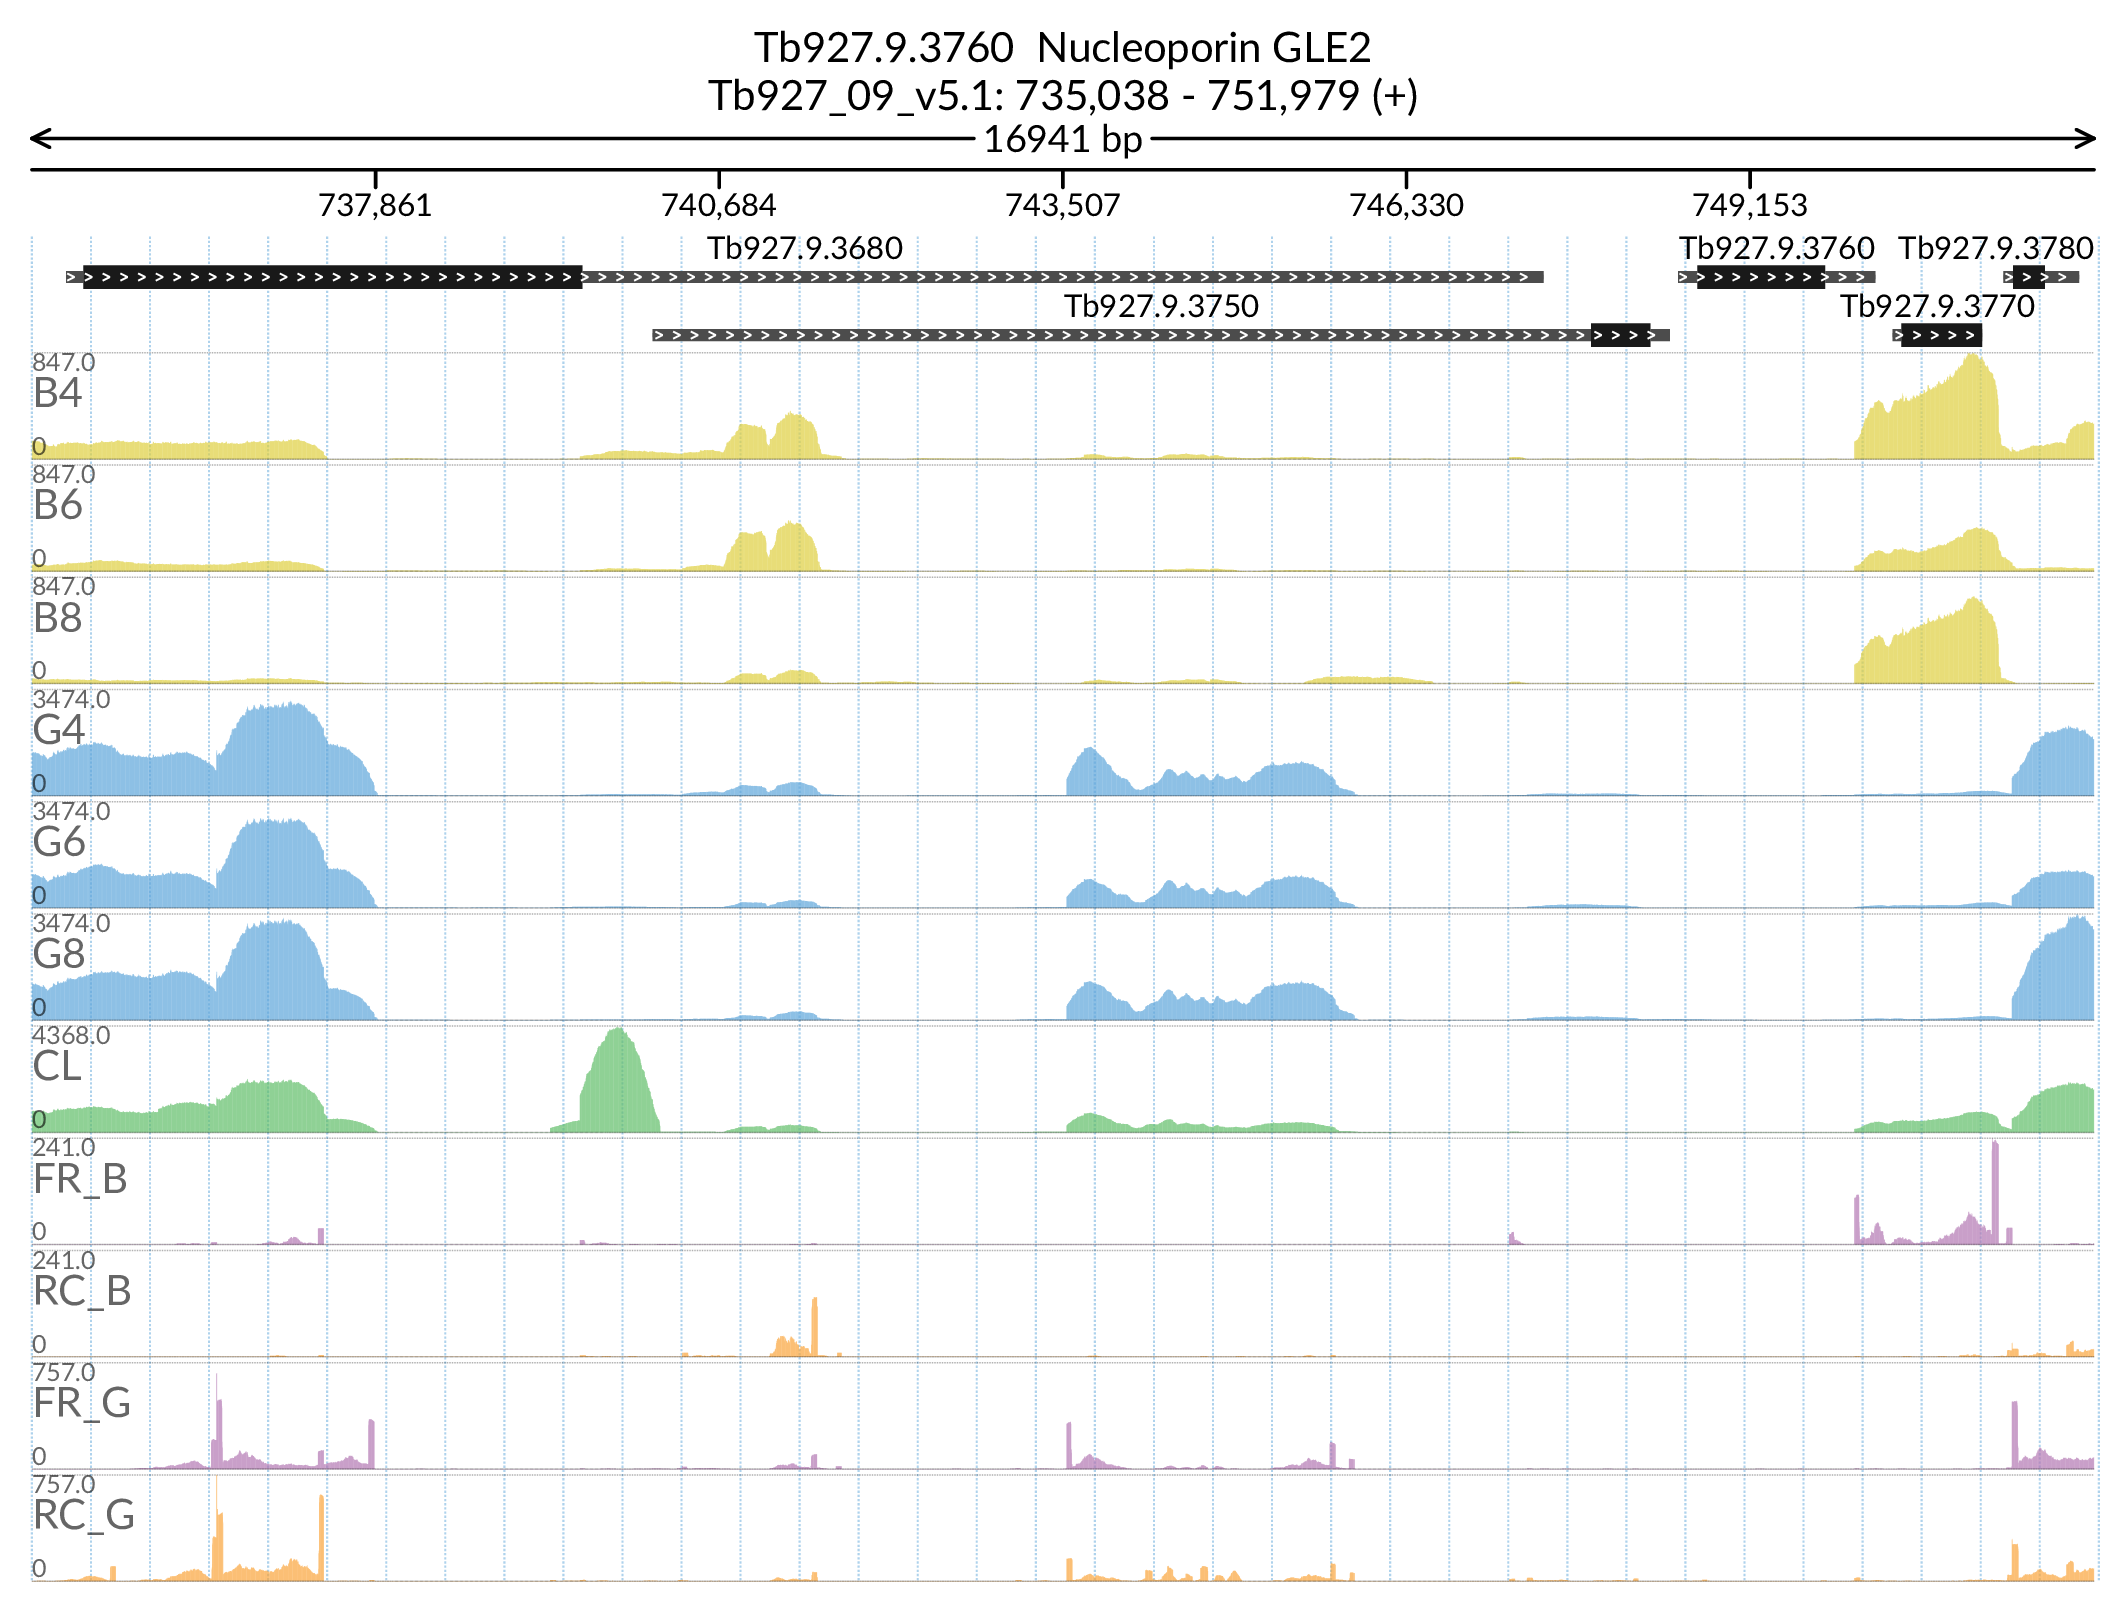 Tb927.9.3760 Nucleoporin GLE2
Tb927_09_v5.1: 735,038 - 751,979 (+)
16941 bp
737,861 740,684 743,507 746,330 749,153
Tb927.9.3680 Tb927.9.3760 Tb927.9.3780
Tb927.9.3750 Tb927.9.3770
847.0
B4
0
847.0
B6
0
847.0
B8
0
3474.0
G4
0
3474.0
G6
0
3474.0
G8
0
4368.0
CL
0
241.0
FR_B
0
241.0
RC_B
0
757.0
FR_G
0
757.0
RC_G
0